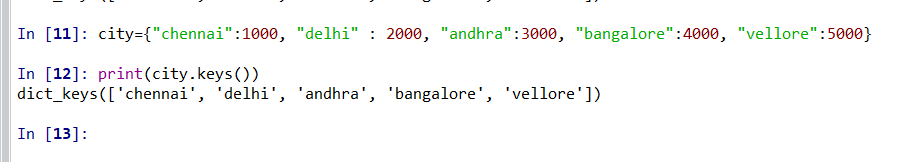 In [11]: city={"chennai":1000, "delhi" : 2000, "andhra":3000, "bangalore":4000, "vellore":5000}
In [12]: print(city.keys())
dict_keys(['chennai', 'delhi', 'andhra', 'bangalore', 'vellore'])
In [13]: